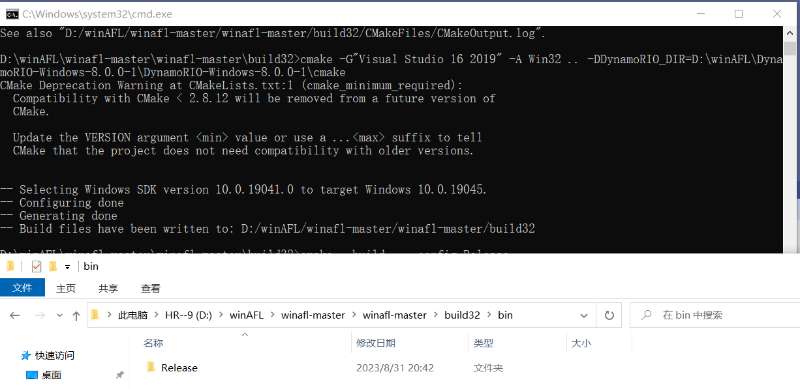 C:\Windows\system32\cmd.exe
See also "D:/winAFL/winafl-master/winafl-master/build32/CMakeFiles/CMakeOutput.log".
D:\winAFL\winafl-master\winafl-master\build32>cmake -G"Visual Studio 16 2019" -A Win32 .. -DDynamoRIO_DIR=D:\winAFL\Dyna
moRIO-Windows-8.0.0-1\DynamoRIO-Windows-8.0.0-1\cmake
CMake Deprecation Warning at CMakeLists.txt:1 (cmake_minimum_required):
Compatibility with CMake < 2.8.12 will be removed from a future version of
CMake.
Update the VERSION argument <min> value or use a ...<max> suffix to tell
CMake that the project does not need compatibility with older versions.
-- Selecting Windows SDK version 10.0.19041.0 to target Windows 10.0.19045.
-- Configuring done
-- Generating done
-- Build files have been written to: D:/winAFL/winafl-master/winafl-master/build32
bin
文件 主页 共享 查看
此电脑 > HR--9 (D:) > winAFL > winafl-master > winafl-master > build32 > bin
在 bin 中搜索
名称 修改日期 类型 大小
快速访问
Release 2023/8/31 20:42 文件夹
桌面